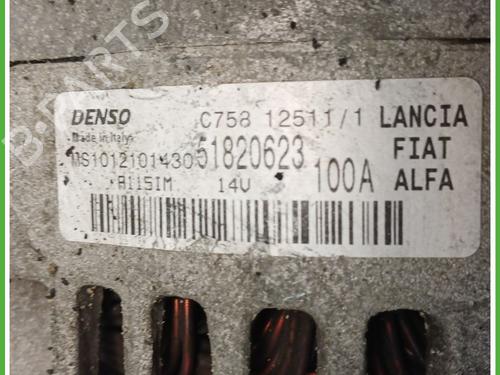 DENSO C758 12511/1 LANCIA
Made in Italy FIAT
MS1012101430 51820623
A115IM 14V 100A ALFA
B-PARTS